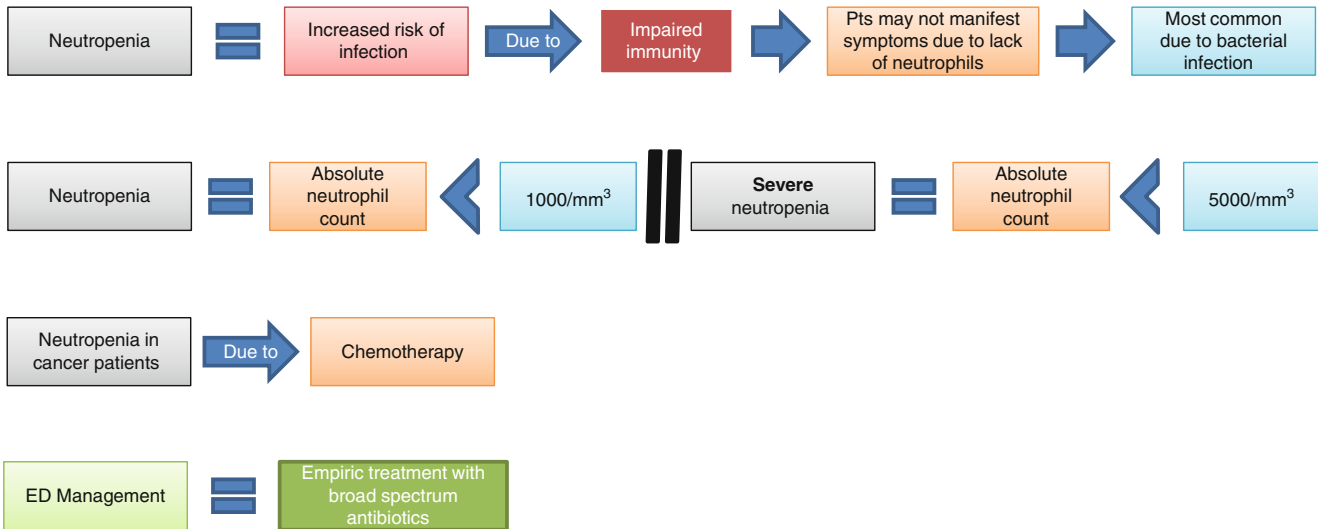 Neutropenia
Increased risk of
infection
Due to
Impaired
immunity
Pts may not manifest
symptoms due to lack
of neutrophils
Most common
due to bacterial
infection
Neutropenia
Absolute
neutrophil
count
1000/mm³
Severe
neutropenia
Absolute
neutrophil
count
5000/mm³
Neutropenia in
cancer patients
Due to
Chemotherapy
ED Management
Empiric treatment with
broad spectrum
antibiotics